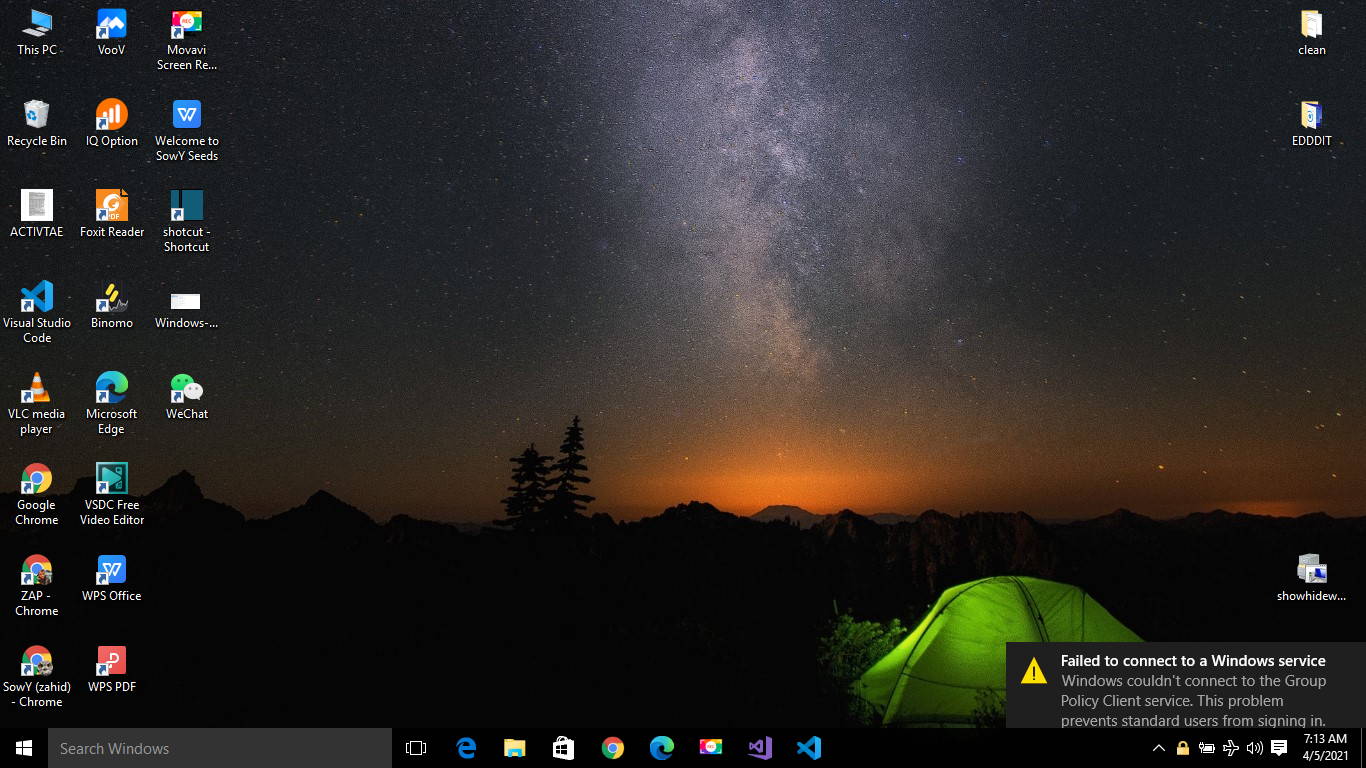 This PC
VooV
Movavi
Screen Re...
clean
Recycle Bin
IQ Option
Welcome to
SowY Seeds
EDDDIT
ACTIVTAE
Foxit Reader
shotcut -
Shortcut
Visual Studio
Code
Binomo
Windows-...
VLC media
player
Microsoft
Edge
WeChat
Google
Chrome
VSDC Free
Video Editor
ZAP -
Chrome
WPS Office
showhidew...
SowY (zahid)
- Chrome
WPS PDF
Failed to connect to a Windows service
Windows couldn't connect to the Group
Policy Client service. This problem
prevents standard users from signing in.
Search Windows
7:13 AM
4/5/2021